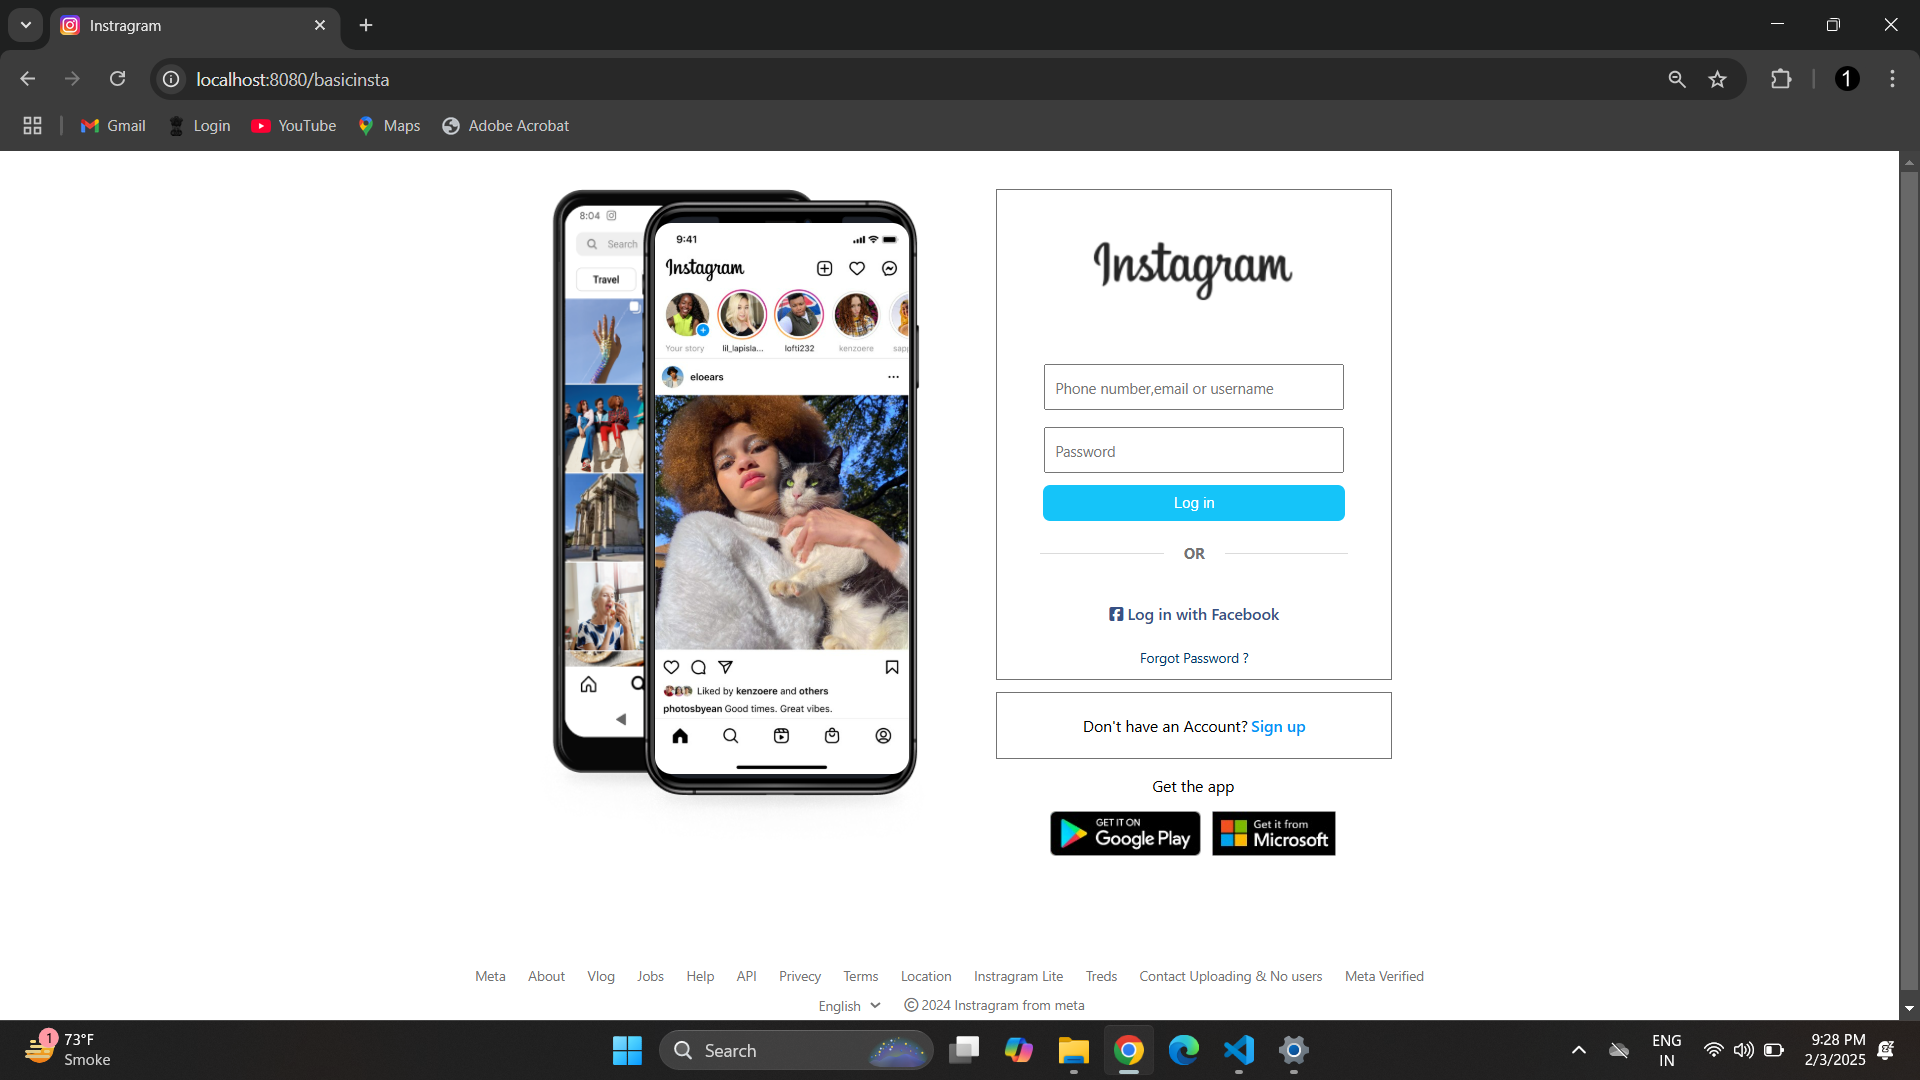 Instragram
localhost:8080/basicinsta
1
Gmail
Login
YouTube
Maps
Adobe Acrobat
8:04
Search
Travel
9:41
Instagram
Your story
lil_lapisla...
lofti232
kenzoere
sapp
eloears
Liked by kenzoere and others
photosbyean Good times. Great vibes.
Instagram
Phone number,email or username
Password
Log in
OR
Log in with Facebook
Forgot Password ?
Don't have an Account? Sign up
Get the app
GET IT ON
Google Play
Get it from
Microsoft
Meta About Vlog Jobs Help API Privecy Terms Location Instragram Lite Treds Contact Uploading & No users Meta Verified
English © 2024 Instragram from meta
1
73°F
Smoke
Search
ENG
IN
9:28 PM
2/3/2025